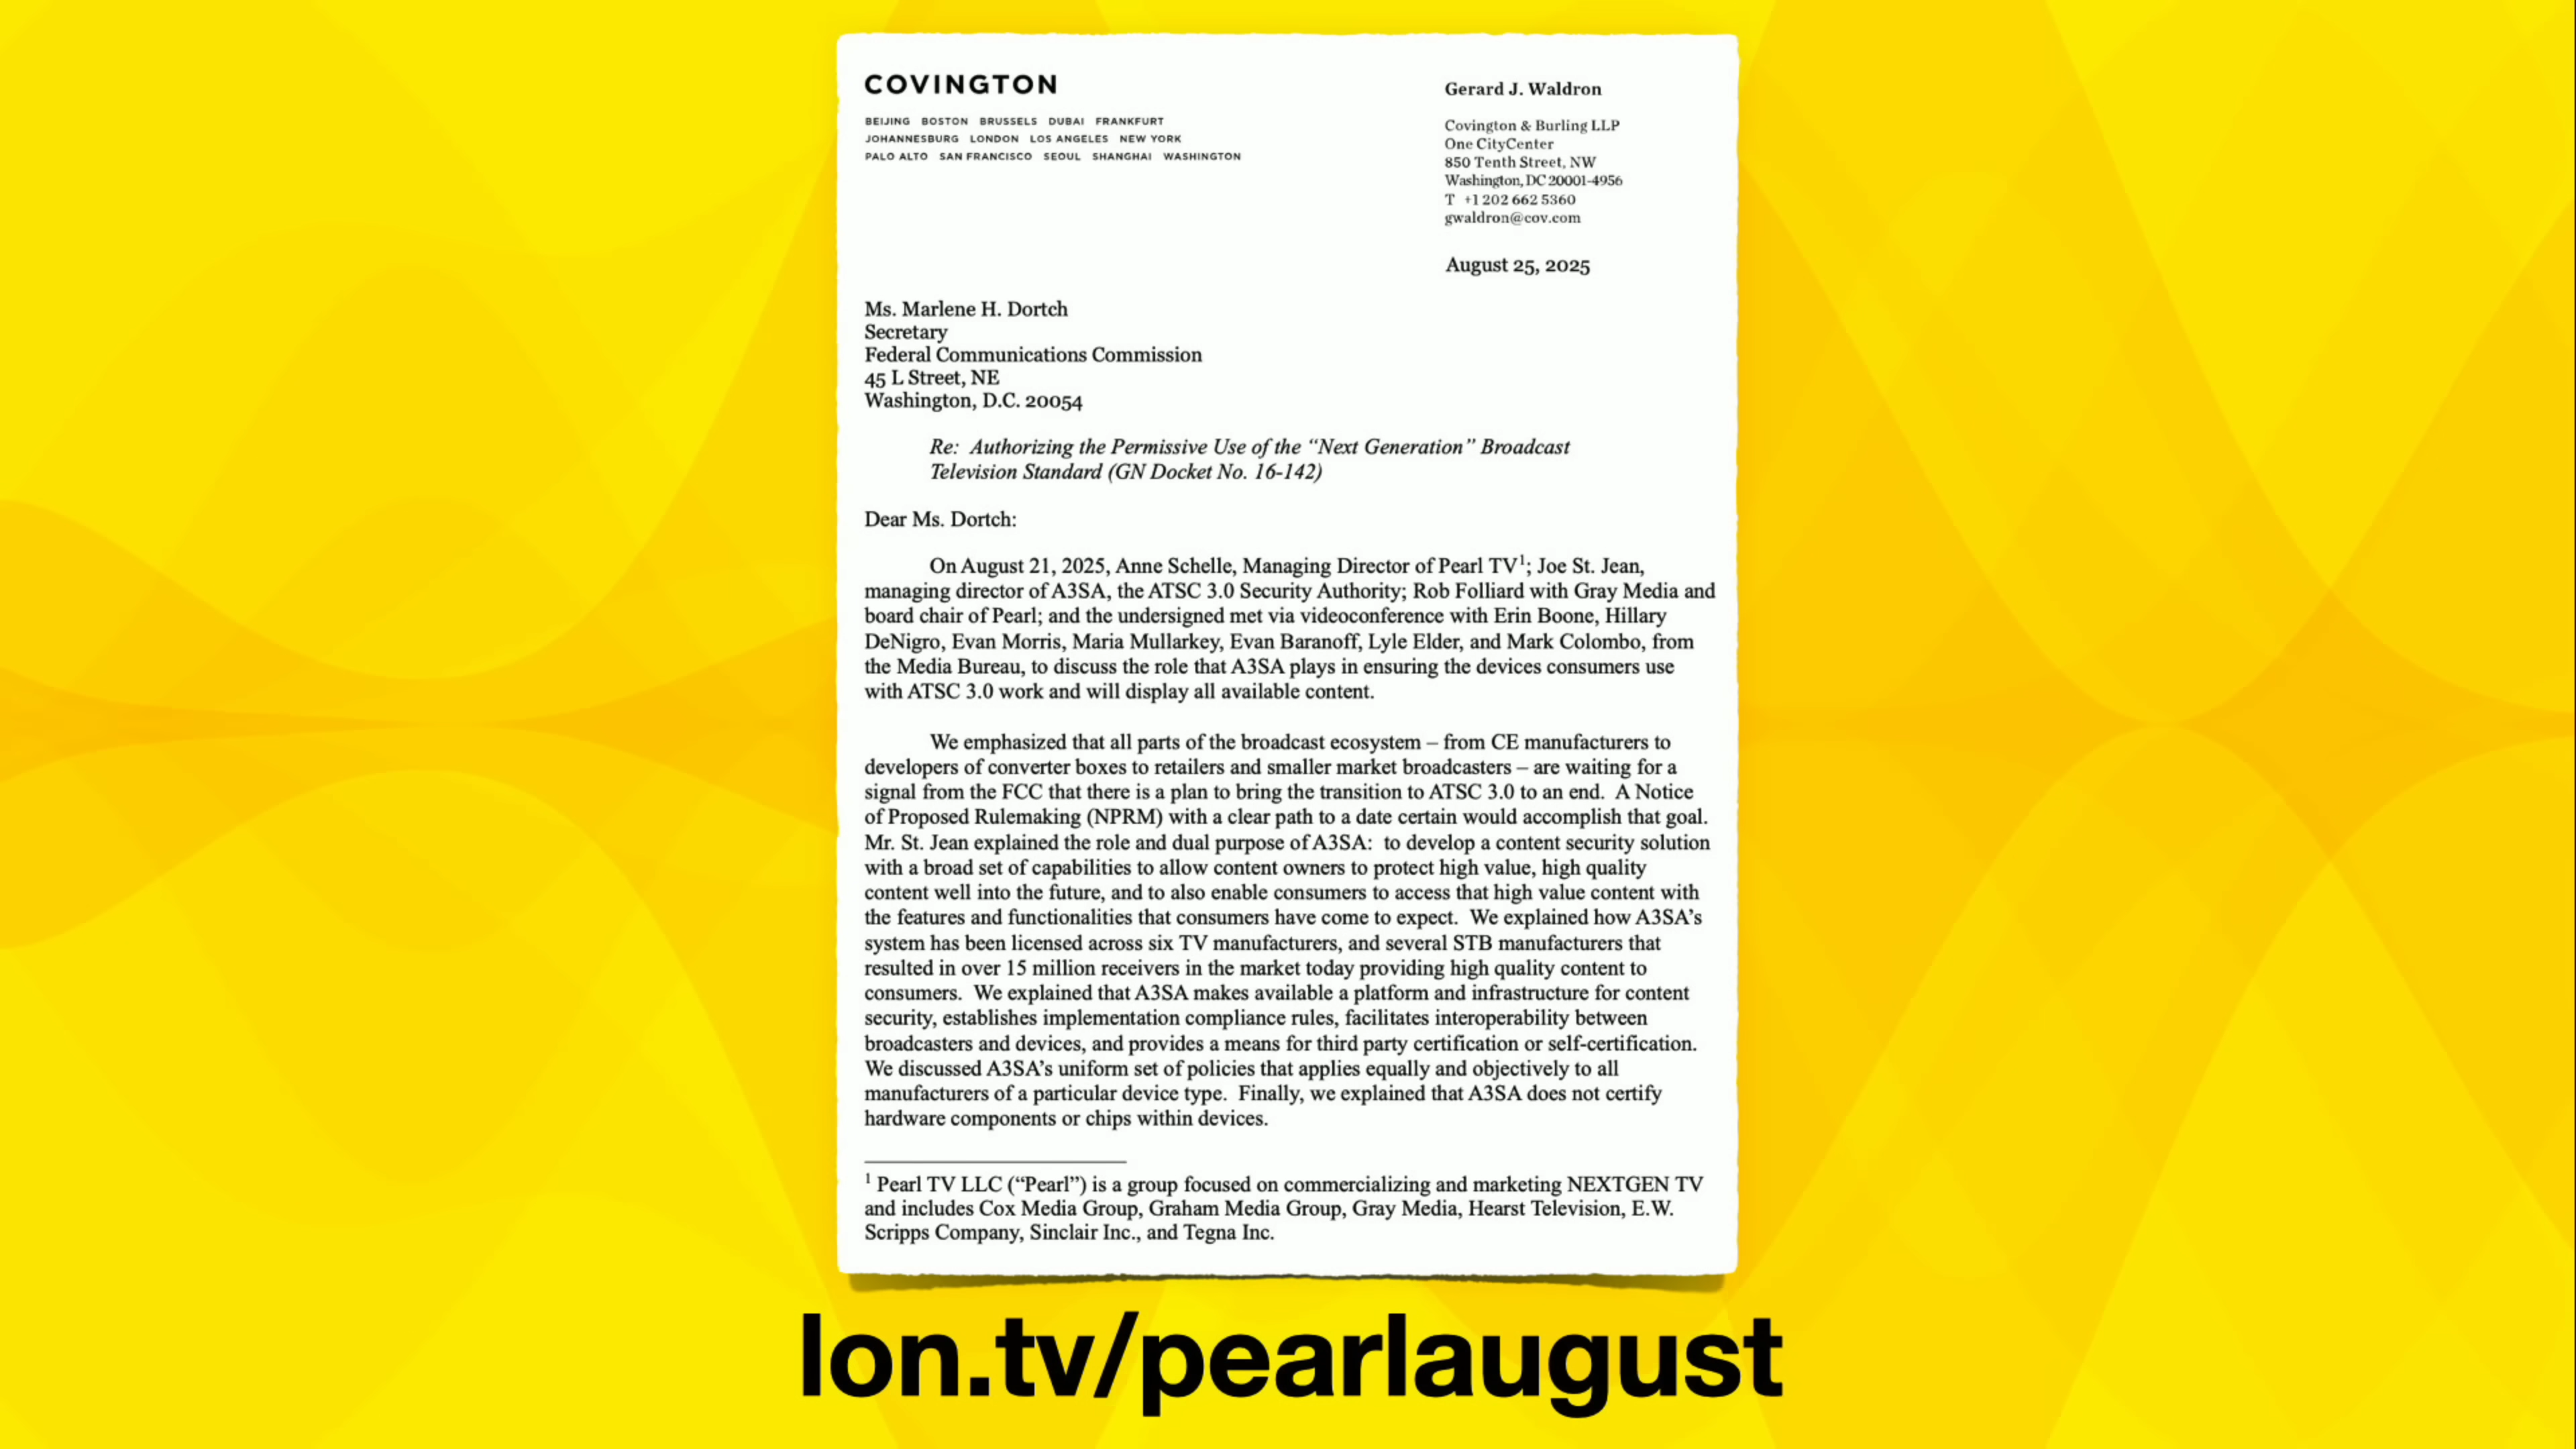 COVINGTON
BEIJING BOSTON BRUSSELS DUBAI FRANKFURT
JOHANNESBURG LONDON LOS ANGELES NEW YORK
PALO ALTO SAN FRANCISCO SEOUL SHANGHAI WASHINGTON
Gerard J. Waldron
Covington & Burling LLP
One CityCenter
850 Tenth Street, NW
Washington, DC 20001-4956
T +1 202 662 5360
gwaldron@cov.com
August 25, 2025
Ms. Marlene H. Dortch
Secretary
Federal Communications Commission
45 L Street, NE
Washington, D.C. 20054
Re: Authorizing the Permissive Use of the “Next Generation” Broadcast
Television Standard (GN Docket No. 16-142)
Dear Ms. Dortch:
On August 21, 2025, Anne Schelle, Managing Director of Pearl TV¹; Joe St. Jean,
managing director of A3SA, the ATSC 3.0 Security Authority; Rob Folliard with Gray Media and
board chair of Pearl; and the undersigned met via videoconference with Erin Boone, Hillary
DeNigro, Evan Morris, Maria Mullarkey, Evan Baranoff, Lyle Elder, and Mark Colombo, from
the Media Bureau, to discuss the role that A3SA plays in ensuring the devices consumers use
with ATSC 3.0 work and will display all available content.
We emphasized that all parts of the broadcast ecosystem – from CE manufacturers to
developers of converter boxes to retailers and smaller market broadcasters – are waiting for a
signal from the FCC that there is a plan to bring the transition to ATSC 3.0 to an end. A Notice
of Proposed Rulemaking (NPRM) with a clear path to a date certain would accomplish that goal.
Mr. St. Jean explained the role and dual purpose of A3SA: to develop a content security solution
with a broad set of capabilities to allow content owners to protect high value, high quality
content well into the future, and to also enable consumers to access that high value content with
the features and functionalities that consumers have come to expect. We explained how A3SA’s
system has been licensed across six TV manufacturers, and several STB manufacturers that
resulted in over 15 million receivers in the market today providing high quality content to
consumers. We explained that A3SA makes available a platform and infrastructure for content
security, establishes implementation compliance rules, facilitates interoperability between
broadcasters and devices, and provides a means for third party certification or self-certification.
We discussed A3SA’s uniform set of policies that applies equally and objectively to all
manufacturers of a particular device type. Finally, we explained that A3SA does not certify
hardware components or chips within devices.
¹ Pearl TV LLC (“Pearl”) is a group focused on commercializing and marketing NEXTGEN TV
and includes Cox Media Group, Graham Media Group, Gray Media, Hearst Television, E.W.
Scripps Company, Sinclair Inc., and Tegna Inc.
lon.tv/pearlaugust